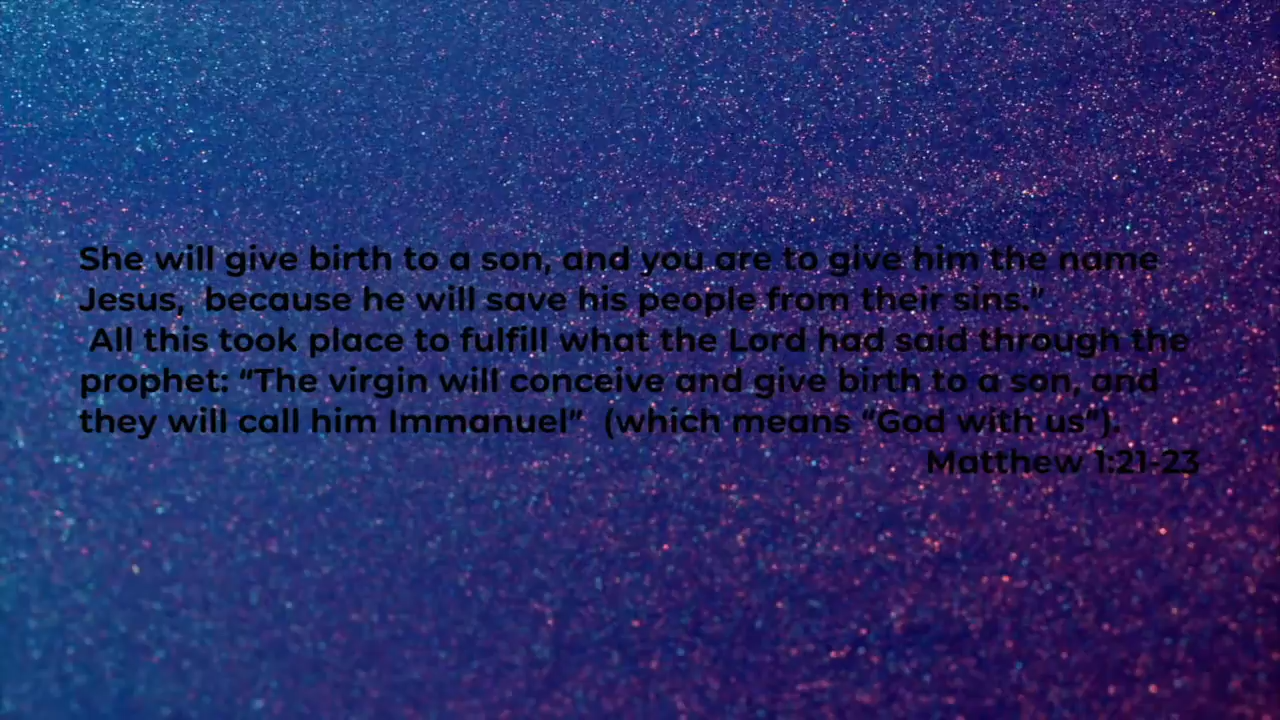 She will give birth to a son, and you are to give him the name
Jesus,  because he will save his people from their sins.”
All this took place to fulfill what the Lord had said through the
prophet: “The virgin will conceive and give birth to a son, and
they will call him Immanuel”  (which means “God with us“).
Matthew 1:21-23